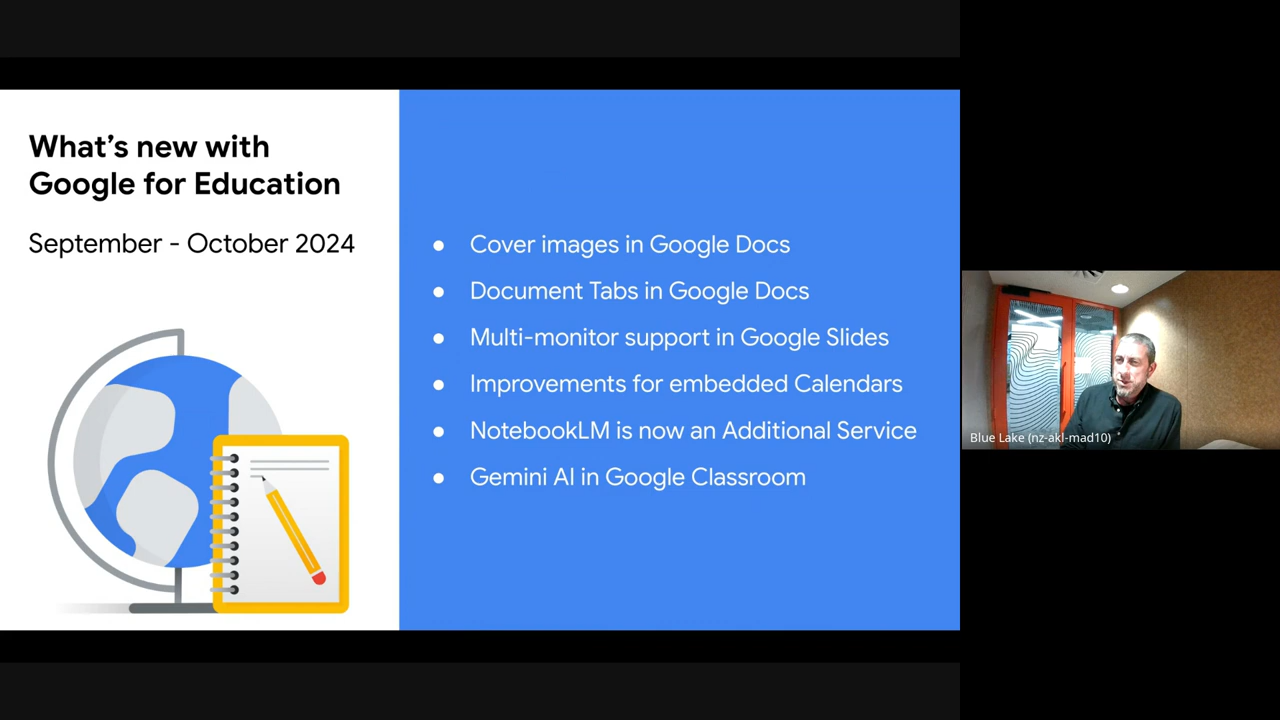 What's new with
Google for Education
September - October 2024
● Cover images in Google Docs
● Document Tabs in Google Docs
● Multi-monitor support in Google Slides
● Improvements for embedded Calendars
● NotebookLM is now an Additional Service
● Gemini AI in Google Classroom
Blue Lake (nz-akl-mad10)